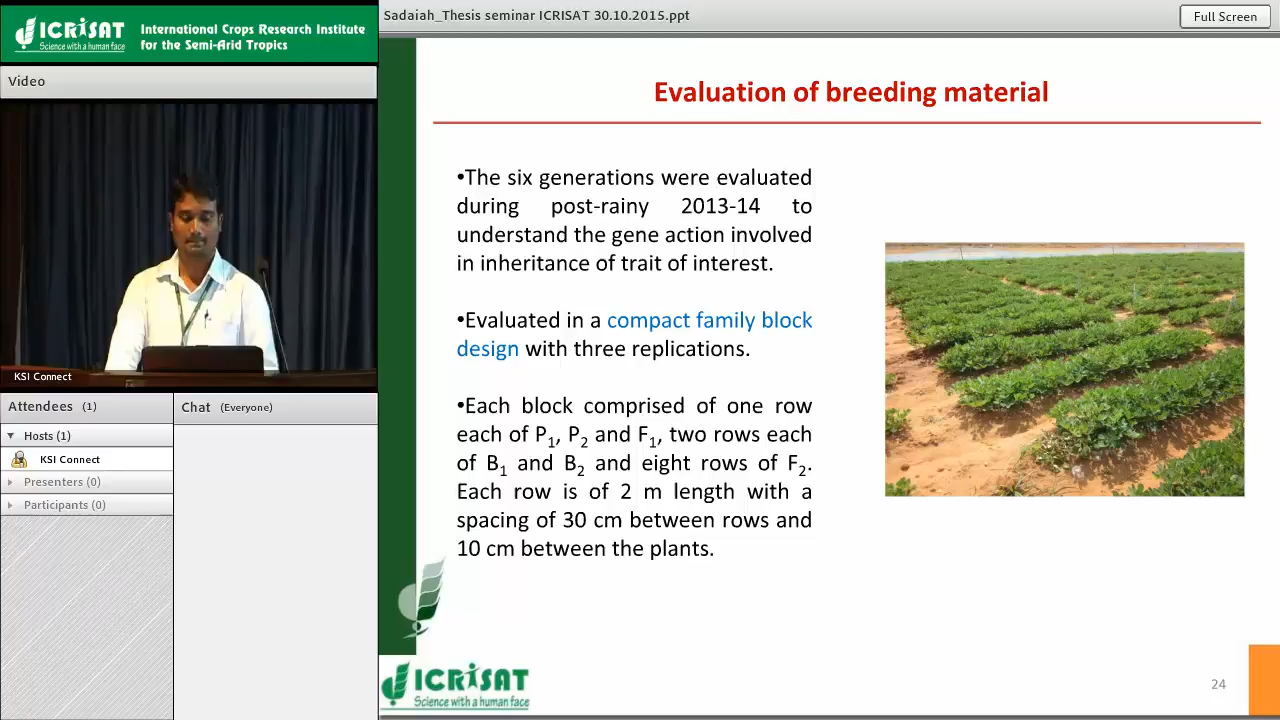 ICRISAT
Science with a human face
International Crops Research Institute
for the Semi-Arid Tropics
Sadaiah_Thesis seminar ICRISAT 30.10.2015.ppt
Full Screen
Video
KSI Connect
Attendees (1)
Hosts (1)
KSI Connect
Presenters (0)
Participants (0)
Chat (Everyone)
Evaluation of breeding material
•The six generations were evaluated
during post-rainy 2013-14 to
understand the gene action involved
in inheritance of trait of interest.
•Evaluated in a compact family block
design with three replications.
•Each block comprised of one row
each of P1, P2 and F1, two rows each
of B1 and B2 and eight rows of F2.
Each row is of 2 m length with a
spacing of 30 cm between rows and
10 cm between the plants.
ICRISAT
Science with a human face
24